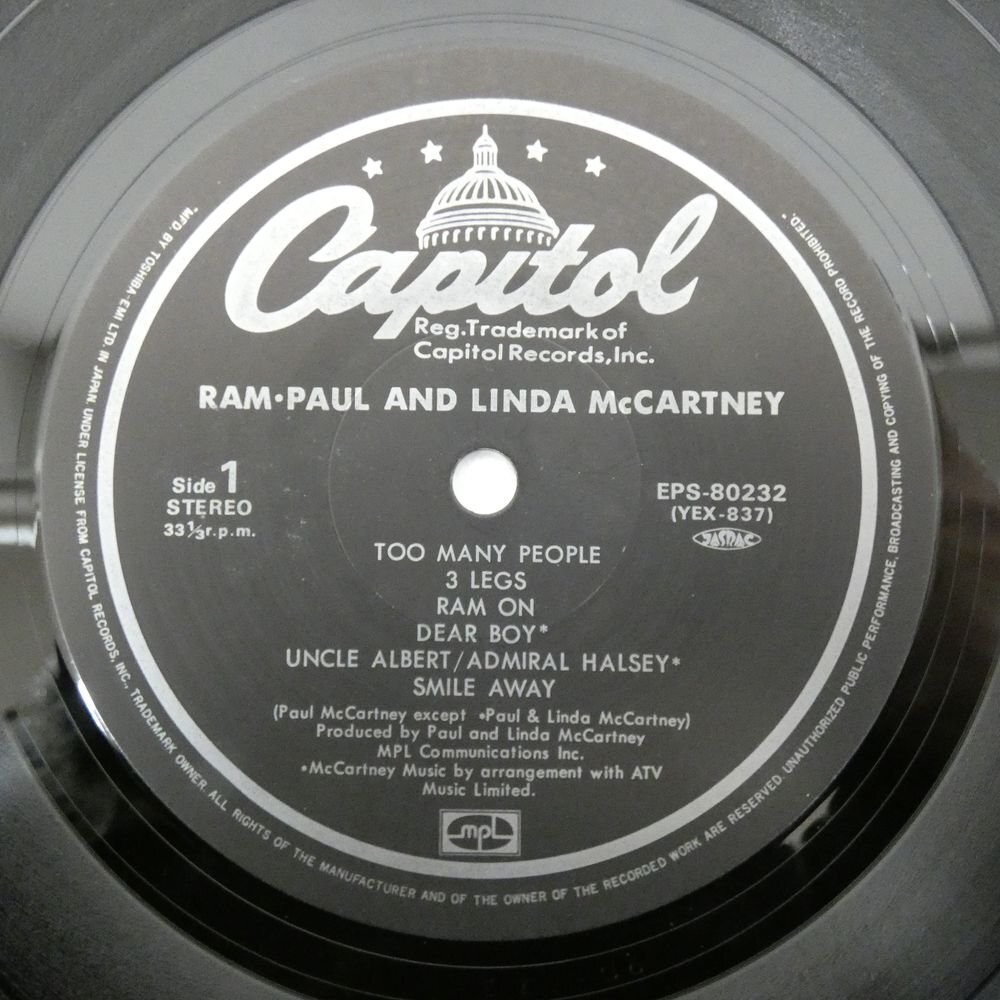 Capitol
Reg.Trademark of
Capitol Records,Inc.
RAM•PAUL AND LINDA McCARTNEY
Side 1
STEREO
33⅓r.p.m.
EPS-80232
(YEX-837)
JASRAC
TOO MANY PEOPLE
3 LEGS
RAM ON
DEAR BOY*
UNCLE ALBERT/ADMIRAL HALSEY*
SMILE AWAY
(Paul McCartney except •Paul & Linda McCartney)
Produced by Paul and Linda McCartney
MPL Communications Inc.
•McCartney Music by arrangement with ATV
Music Limited.
mpl
"MFD. BY TOSHIBA-EMI LTD. IN JAPAN, UNDER LICENSE FROM CAPITOL RECORDS, INC., TRADEMARK OWNER. ALL RIGHTS OF THE MANUFACTURER AND OF THE OWNER OF THE RECORDED WORK ARE RESERVED. UNAUTHORIZED PUBLIC PERFORMANCE, BROADCASTING AND COPYING OF THE RECORD PROHIBITED."